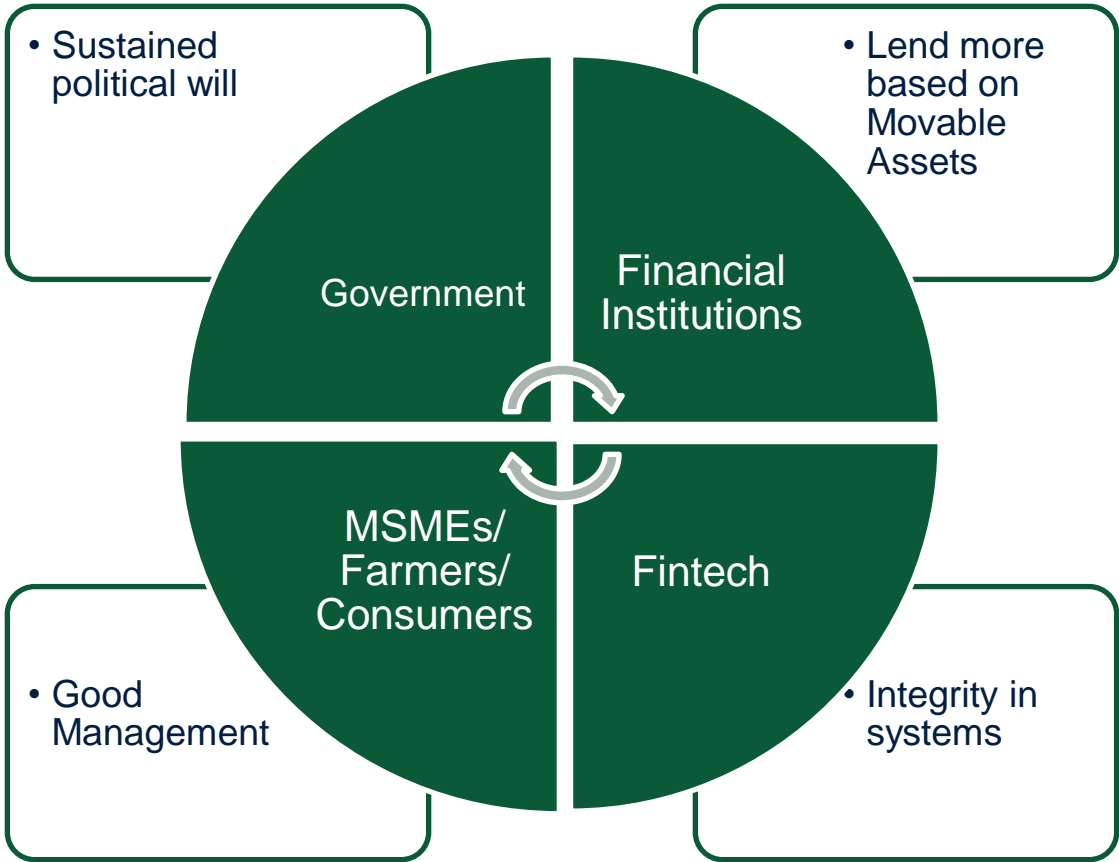 • Sustained
political will
• Lend more
based on
Movable
Assets
Government
Financial
Institutions
MSMEs/
Farmers/
Consumers
Fintech
• Good
Management
• Integrity in
systems